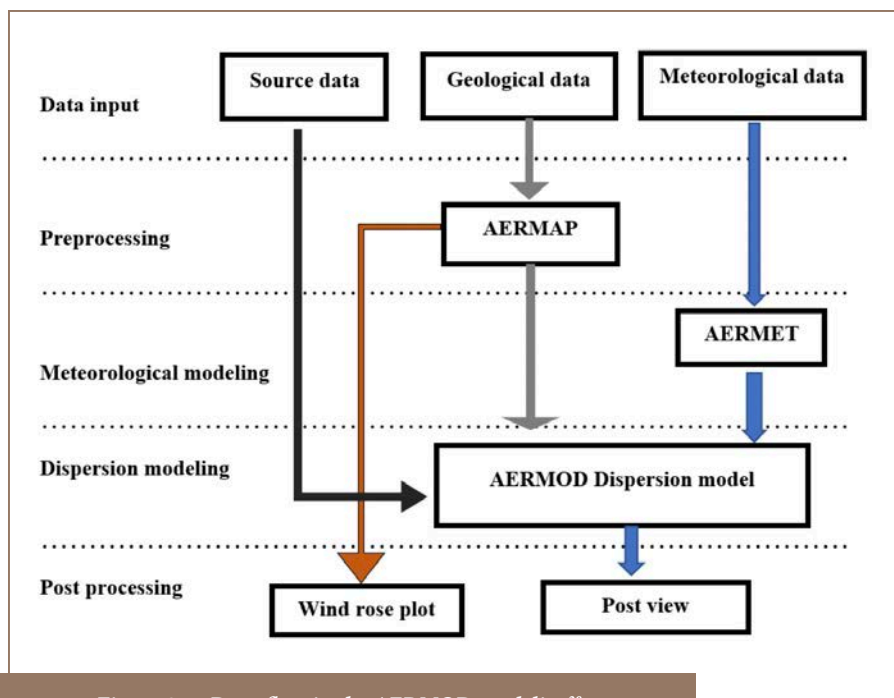 Source data
Geological data
Meteorological data
Data input
Preprocessing
AERMAP
AERMET
Meteorological modeling
Dispersion modeling
AERMOD Dispersion model
Post processing
Wind rose plot
Post view